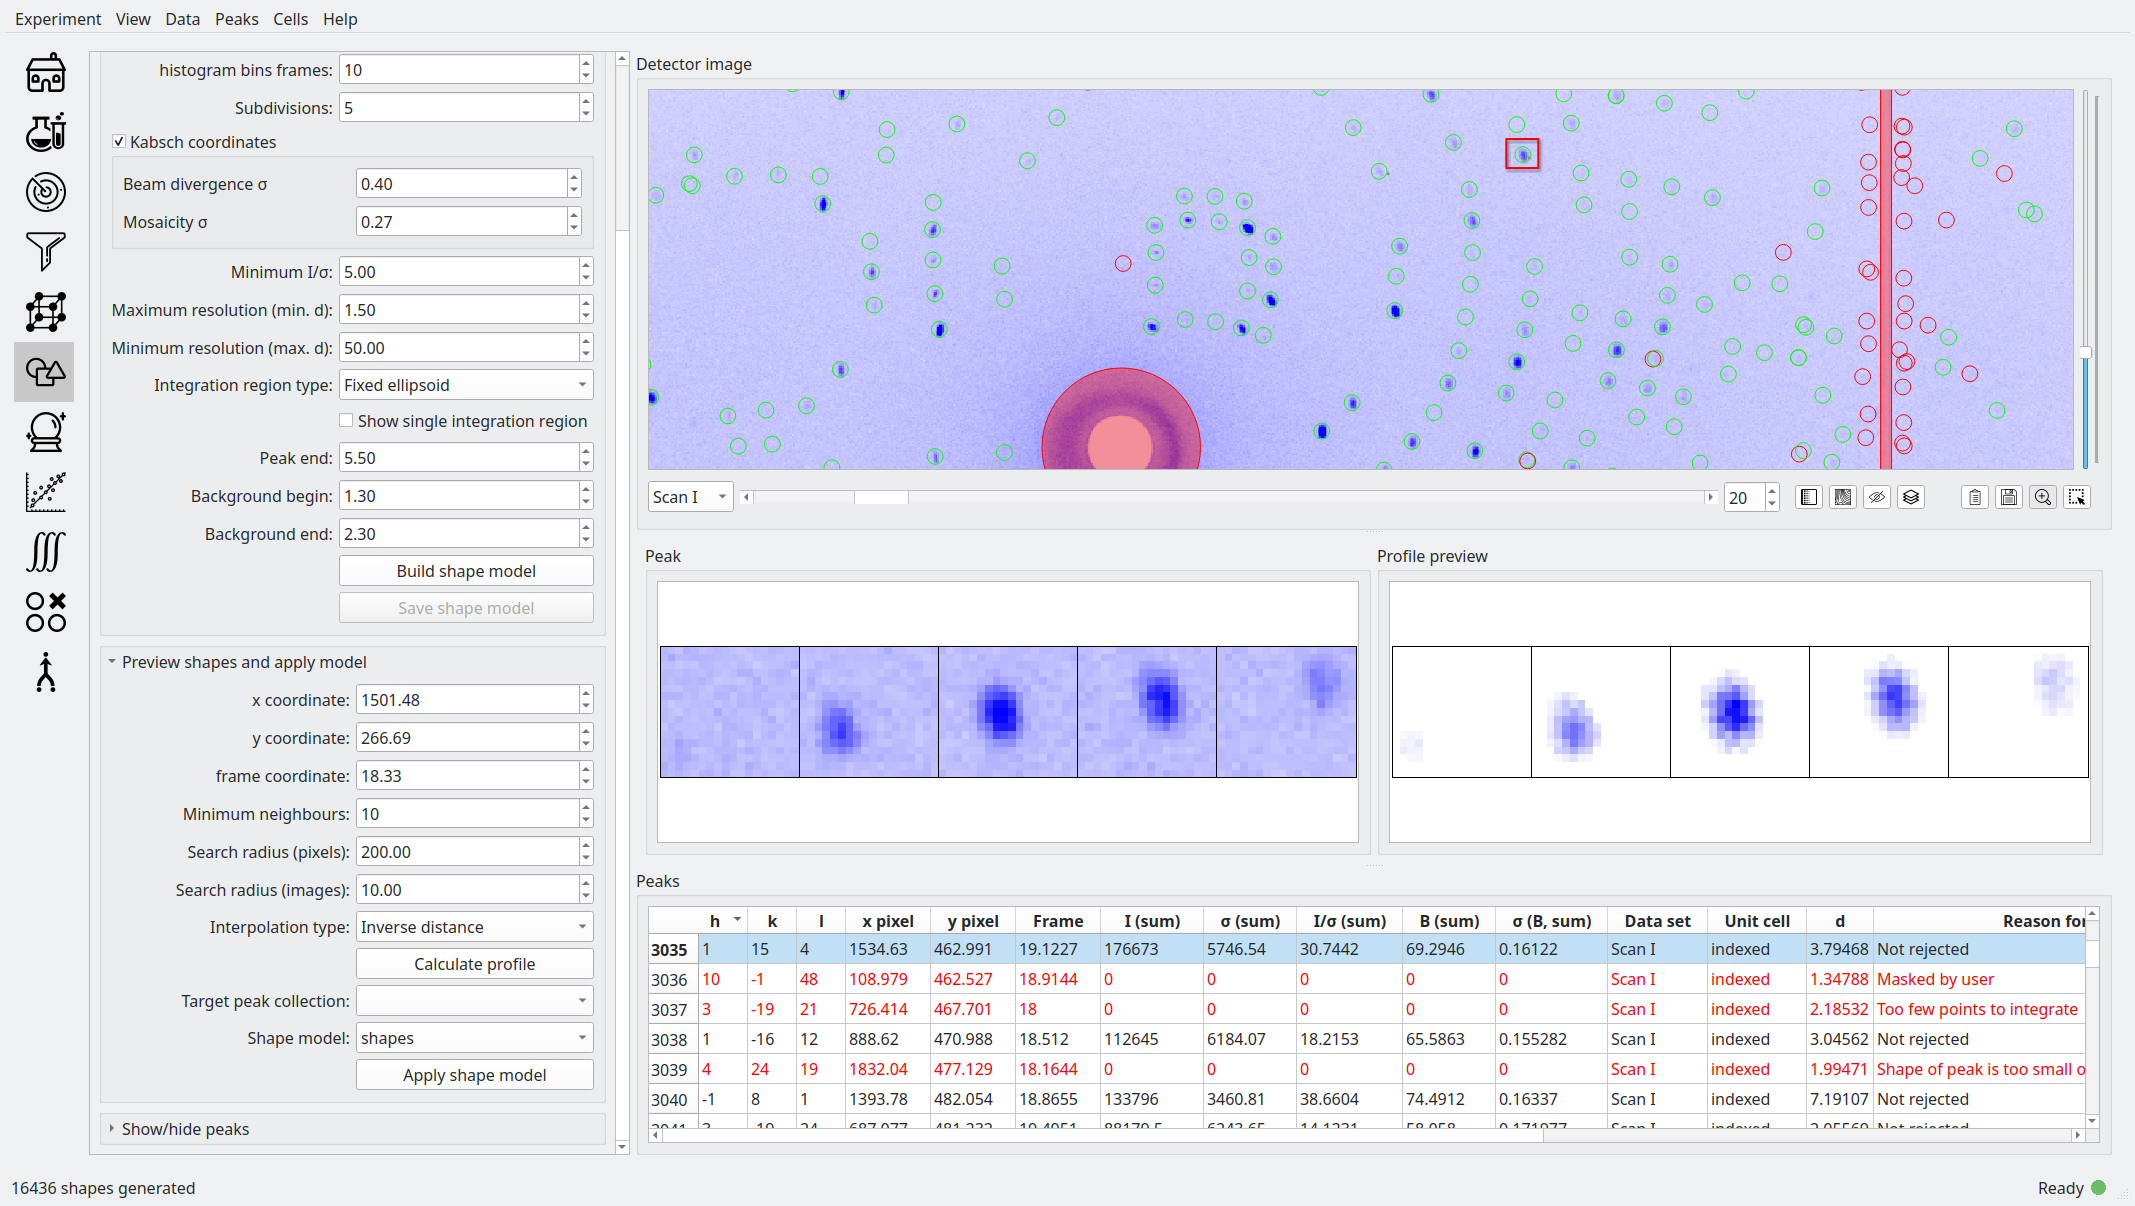 Experiment View Data Peaks Cells Help
histogram bins frames: 10
Subdivisions: 5
Kabsch coordinates
Beam divergence σ 0.40
Mosaicity σ 0.27
Minimum I/σ: 5.00
Maximum resolution (min. d): 1.50
Minimum resolution (max. d): 50.00
Integration region type: Fixed ellipsoid
Show single integration region
Peak end: 5.50
Background begin: 1.30
Background end: 2.30
Build shape model
Save shape model
Preview shapes and apply model
x coordinate: 1501.48
y coordinate: 266.69
frame coordinate: 18.33
Minimum neighbours: 10
Search radius (pixels): 200.00
Search radius (images): 10.00
Interpolation type: Inverse distance
Calculate profile
Target peak collection:
Shape model: shapes
Apply shape model
Show/hide peaks
Detector image
Scan I 20
Peak
Profile preview
Peaks
h k l x pixel y pixel Frame I (sum) σ (sum) I/σ (sum) B (sum) σ (B, sum) Data set Unit cell d Reason for
3035 1 15 4 1534.63 462.991 19.1227 176673 5746.54 30.7442 69.2946 0.16122 Scan I indexed 3.79468 Not rejected
3036 10 -1 48 108.979 462.527 18.9144 0 0 0 0 0 Scan I indexed 1.34788 Masked by user
3037 3 -19 21 726.414 467.701 18 0 0 0 0 0 Scan I indexed 2.18532 Too few points to integrate
3038 1 -16 12 888.62 470.988 18.512 112645 6184.07 18.2153 65.5863 0.155282 Scan I indexed 3.04562 Not rejected
3039 4 24 19 1832.04 477.129 18.1644 0 0 0 0 0 Scan I indexed 1.99471 Shape of peak is too small o
3040 -1 8 1 1393.78 482.054 18.8655 133796 3460.81 38.6604 74.4912 0.16337 Scan I indexed 7.19107 Not rejected
16436 shapes generated
Ready